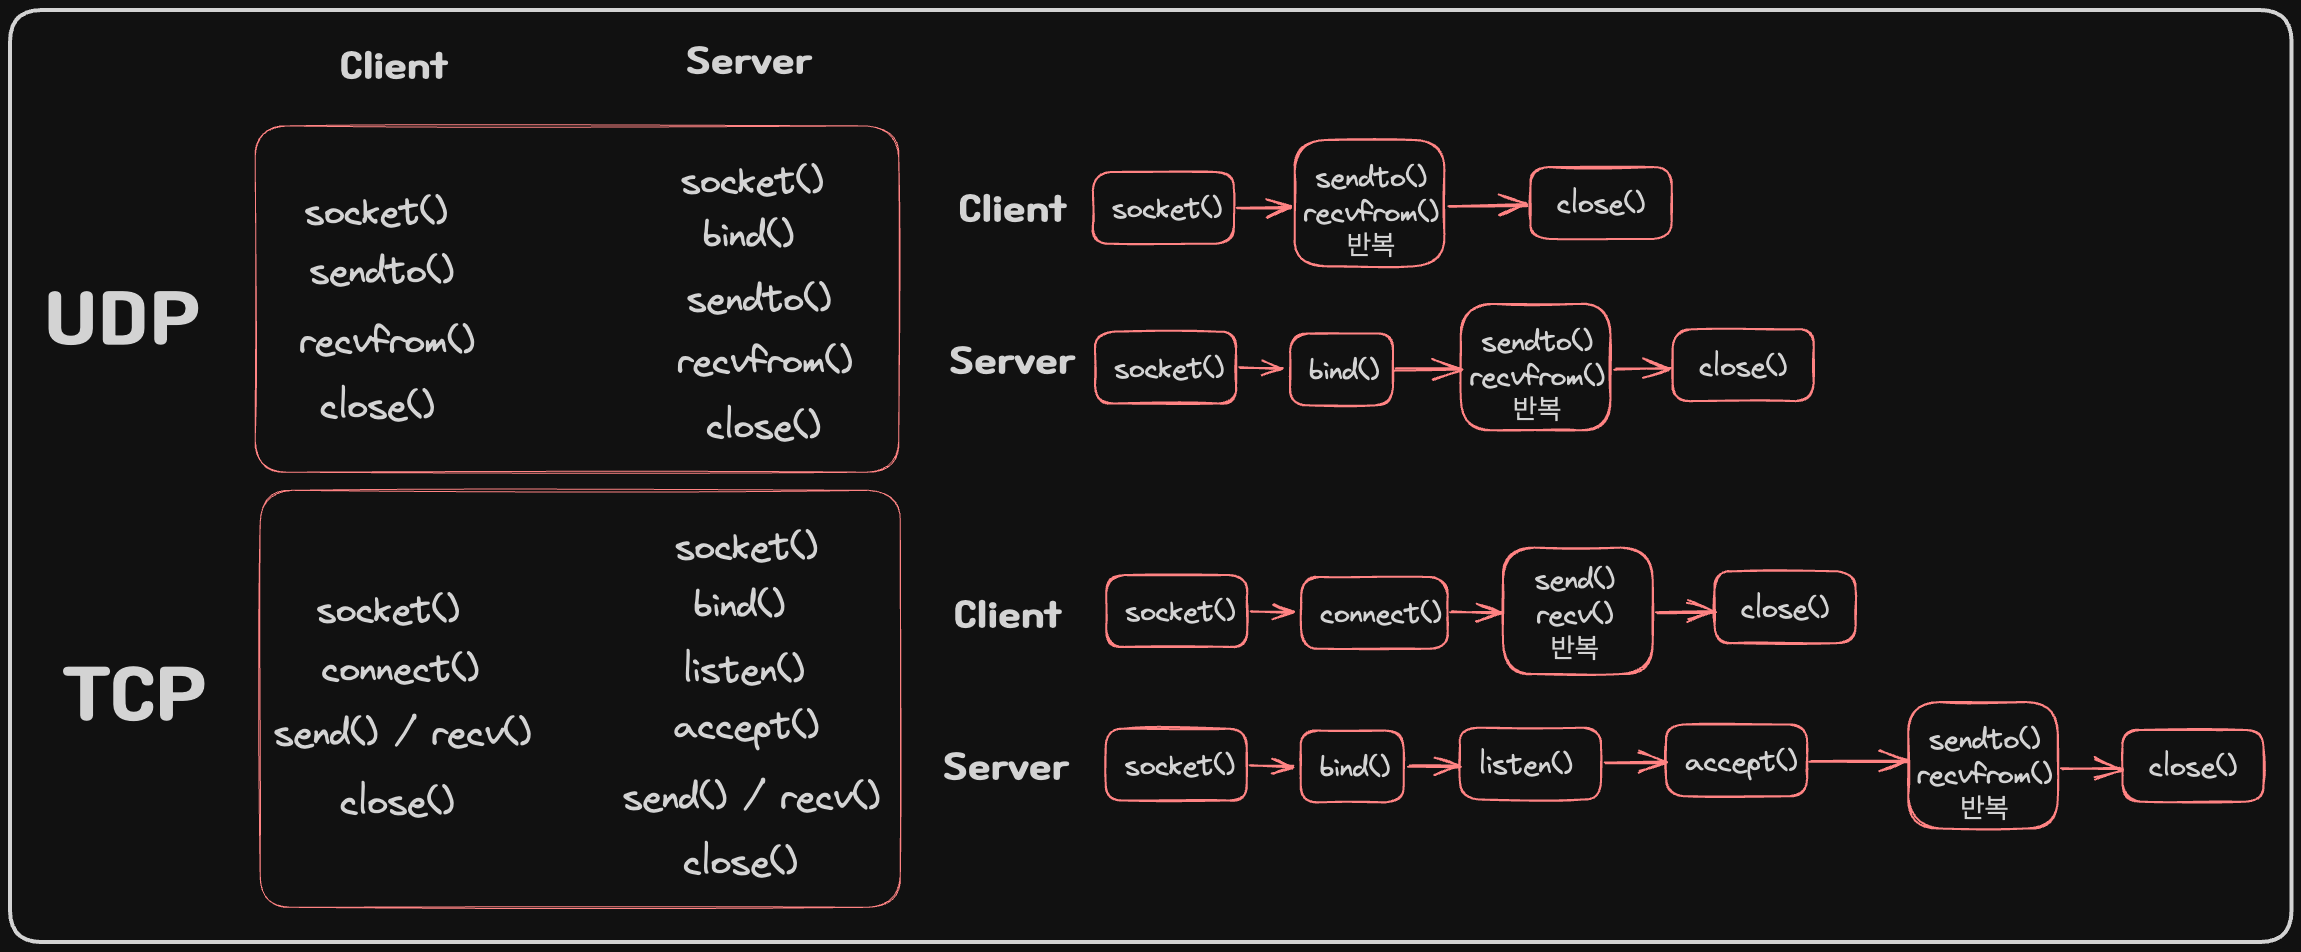 Client
Server
UDP
socket()
sendto()
recvfrom()
close()
socket()
bind()
sendto()
recvfrom()
close()
Client
socket()
sendto()
recvfrom()
반복
close()
Server
socket()
bind()
sendto()
recvfrom()
반복
close()
TCP
socket()
connect()
send() / recv()
close()
socket()
bind()
listen()
accept()
send() / recv()
close()
Client
socket()
connect()
send()
recv()
반복
close()
Server
socket()
bind()
listen()
accept()
sendto()
recvfrom()
반복
close()